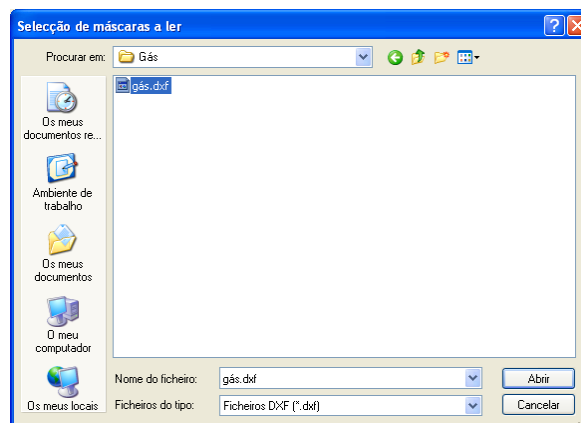 Selecção de máscaras a ler
Procurar em: Gás
gás.dxf
Os meus
documentos re...
Ambiente de
trabalho
Os meus
documentos
O meu
computador
Os meus locais
Nome do ficheiro: gás.dxf Abrir
Ficheiros do tipo: Ficheiros DXF (*.dxf) Cancelar